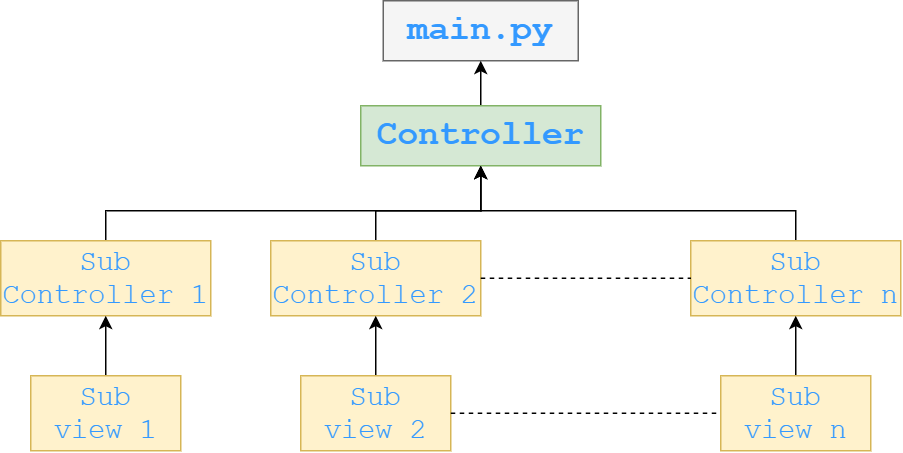 main.py
Controller
Sub
Controller 1
Sub
Controller 2
Sub
Controller n
Sub
view 1
Sub
view 2
Sub
view n